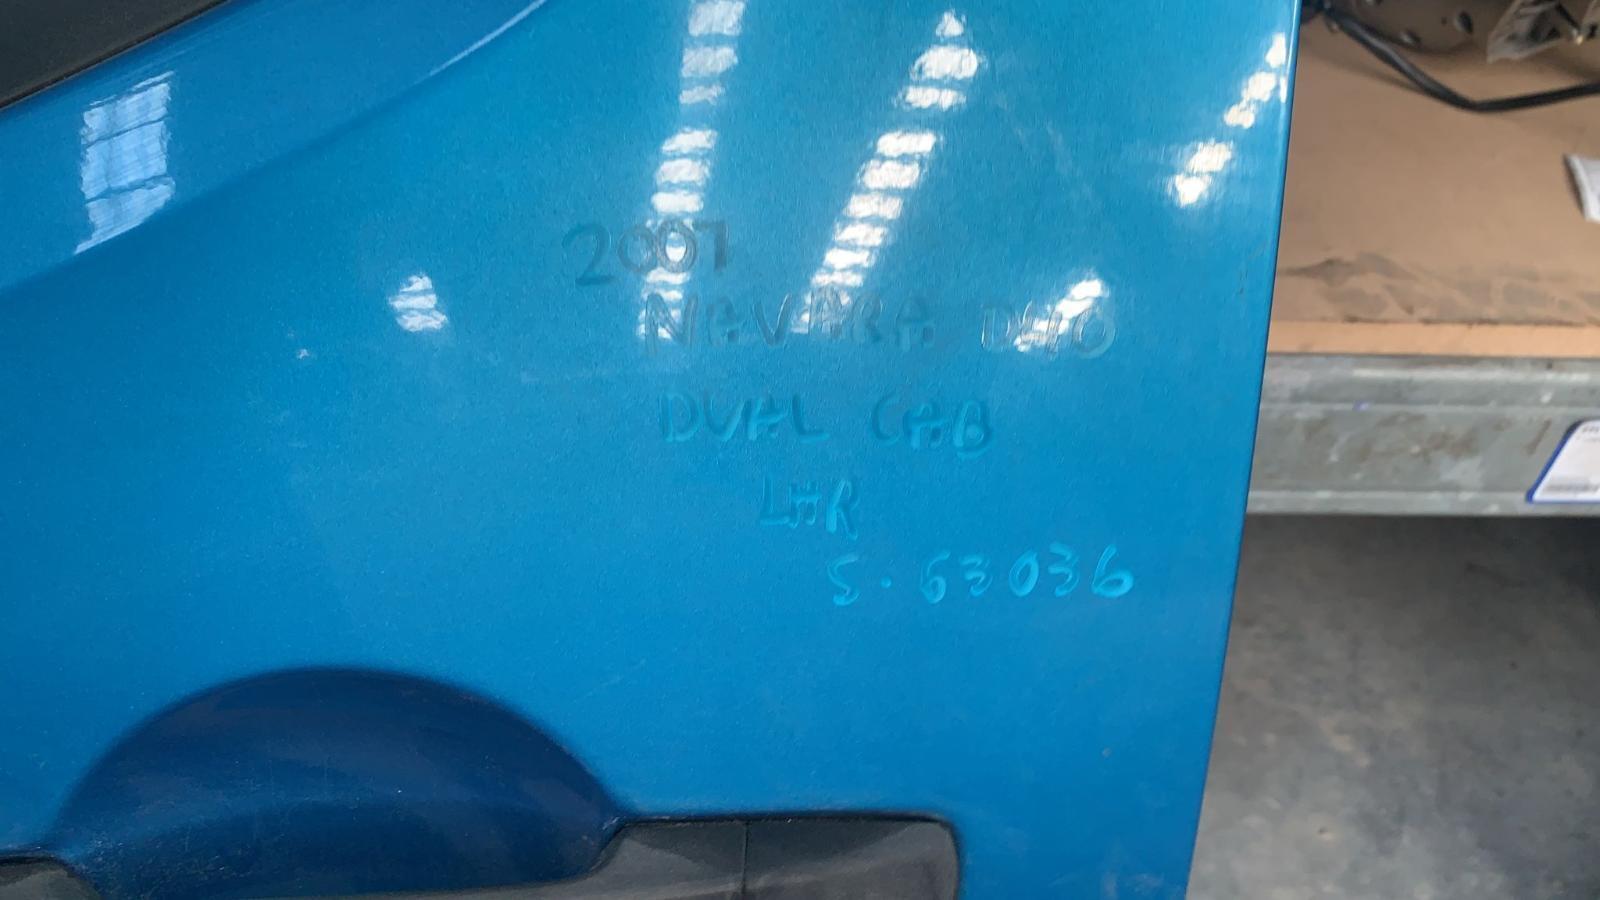 2007
NAVARA D40
DUAL CAB
LHR
S.63036